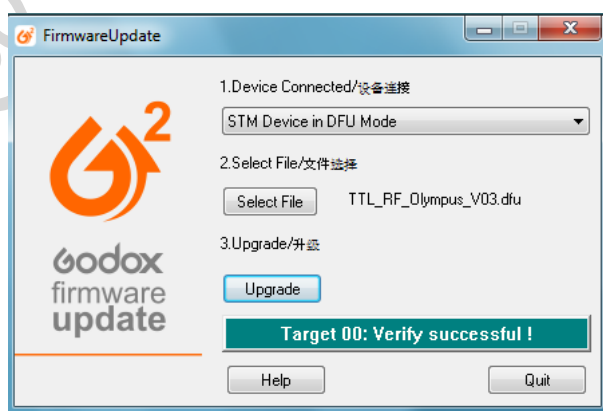 FirmwareUpdate
1.Device Connected/设备连接
STM Device in DFU Mode
2.Select File/文件选择
Select File TTL_RF_Olympus_V03.dfu
3.Upgrade/升级
Upgrade
Target 00: Verify successful !
Help Quit
2
Godox
firmware
update